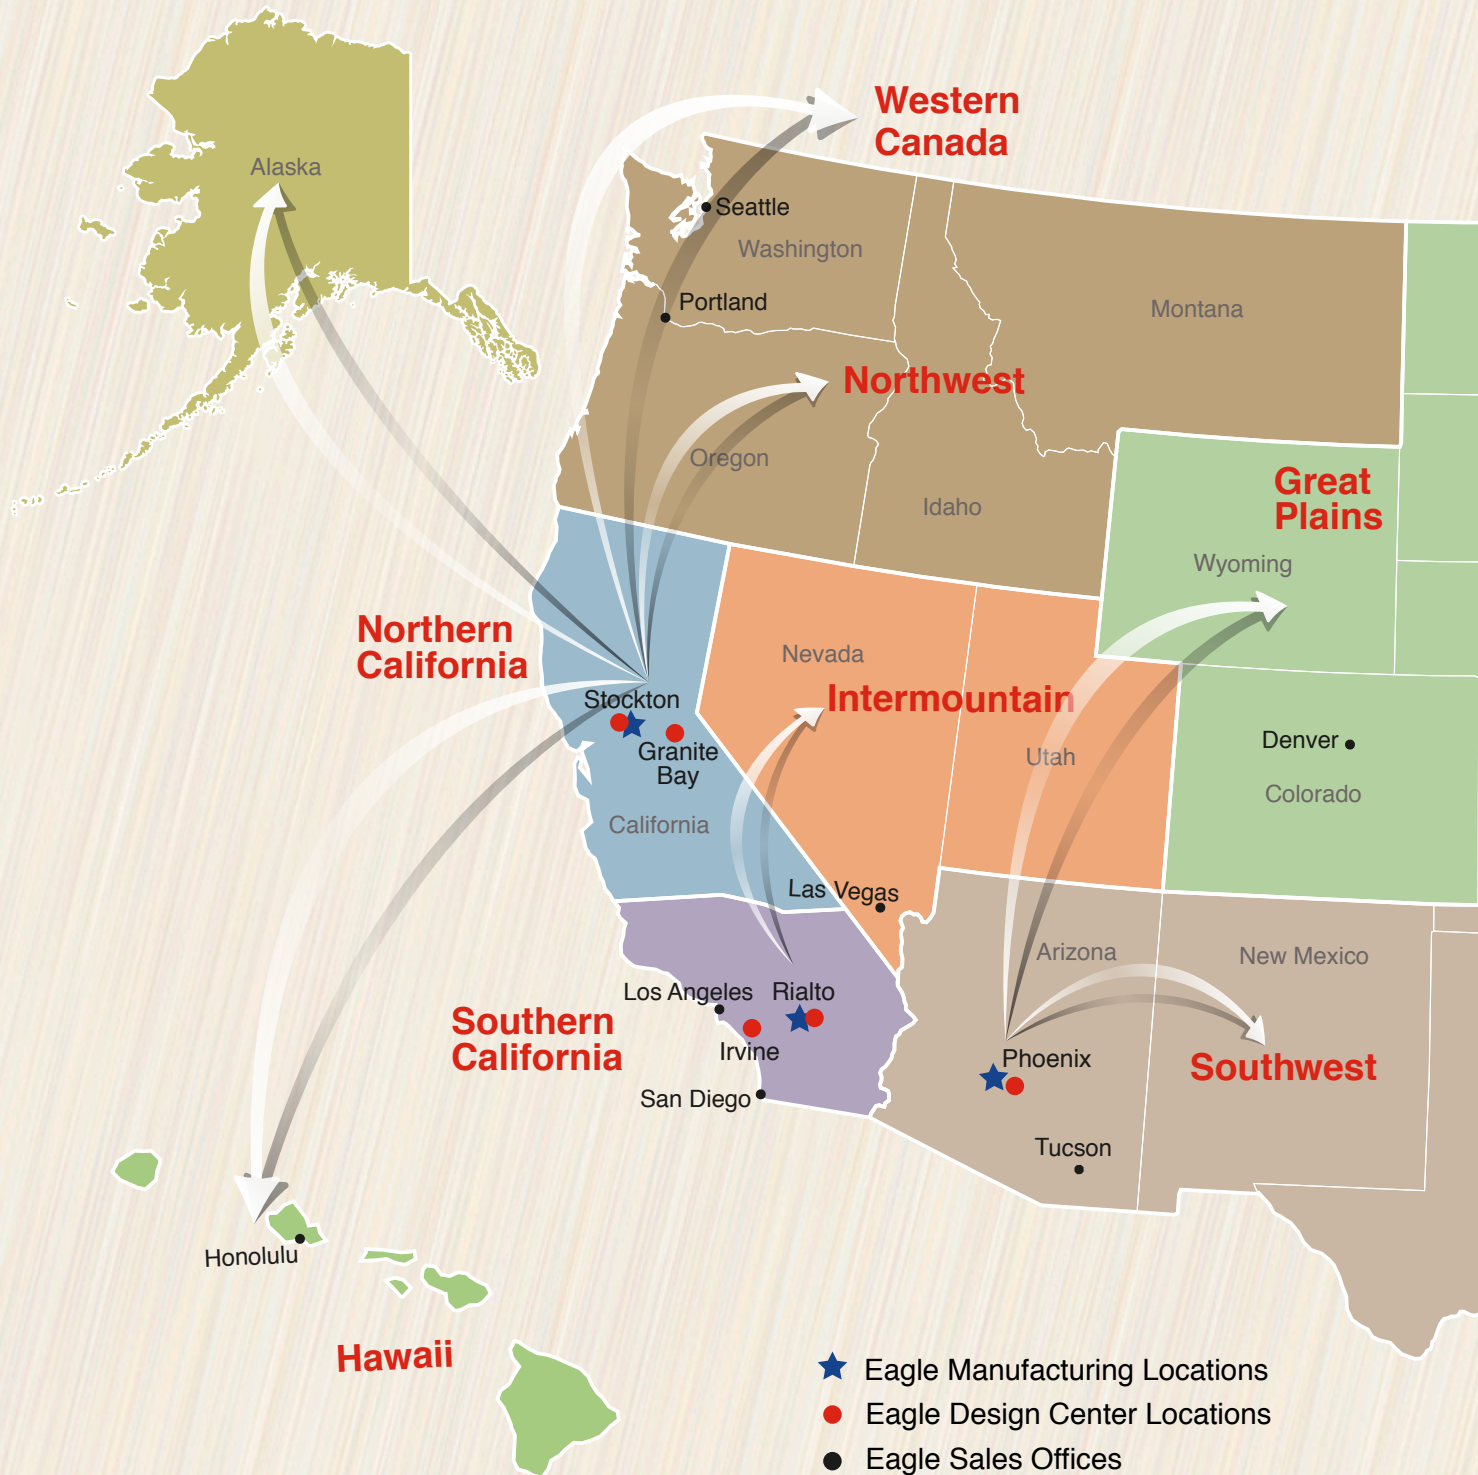 Western
Canada
Alaska
Seattle
Washington
Portland
Montana
Northwest
Oregon
Idaho
Great
Plains
Wyoming
Northern
California
Nevada
Intermountain
Stockton
Granite
Bay
Utah
Denver
Colorado
California
Las Vegas
Arizona
New Mexico
Los Angeles
Rialto
Southern
California
Irvine
Phoenix
Southwest
San Diego
Tucson
Honolulu
Hawaii
Eagle Manufacturing Locations
Eagle Design Center Locations
Eagle Sales Offices